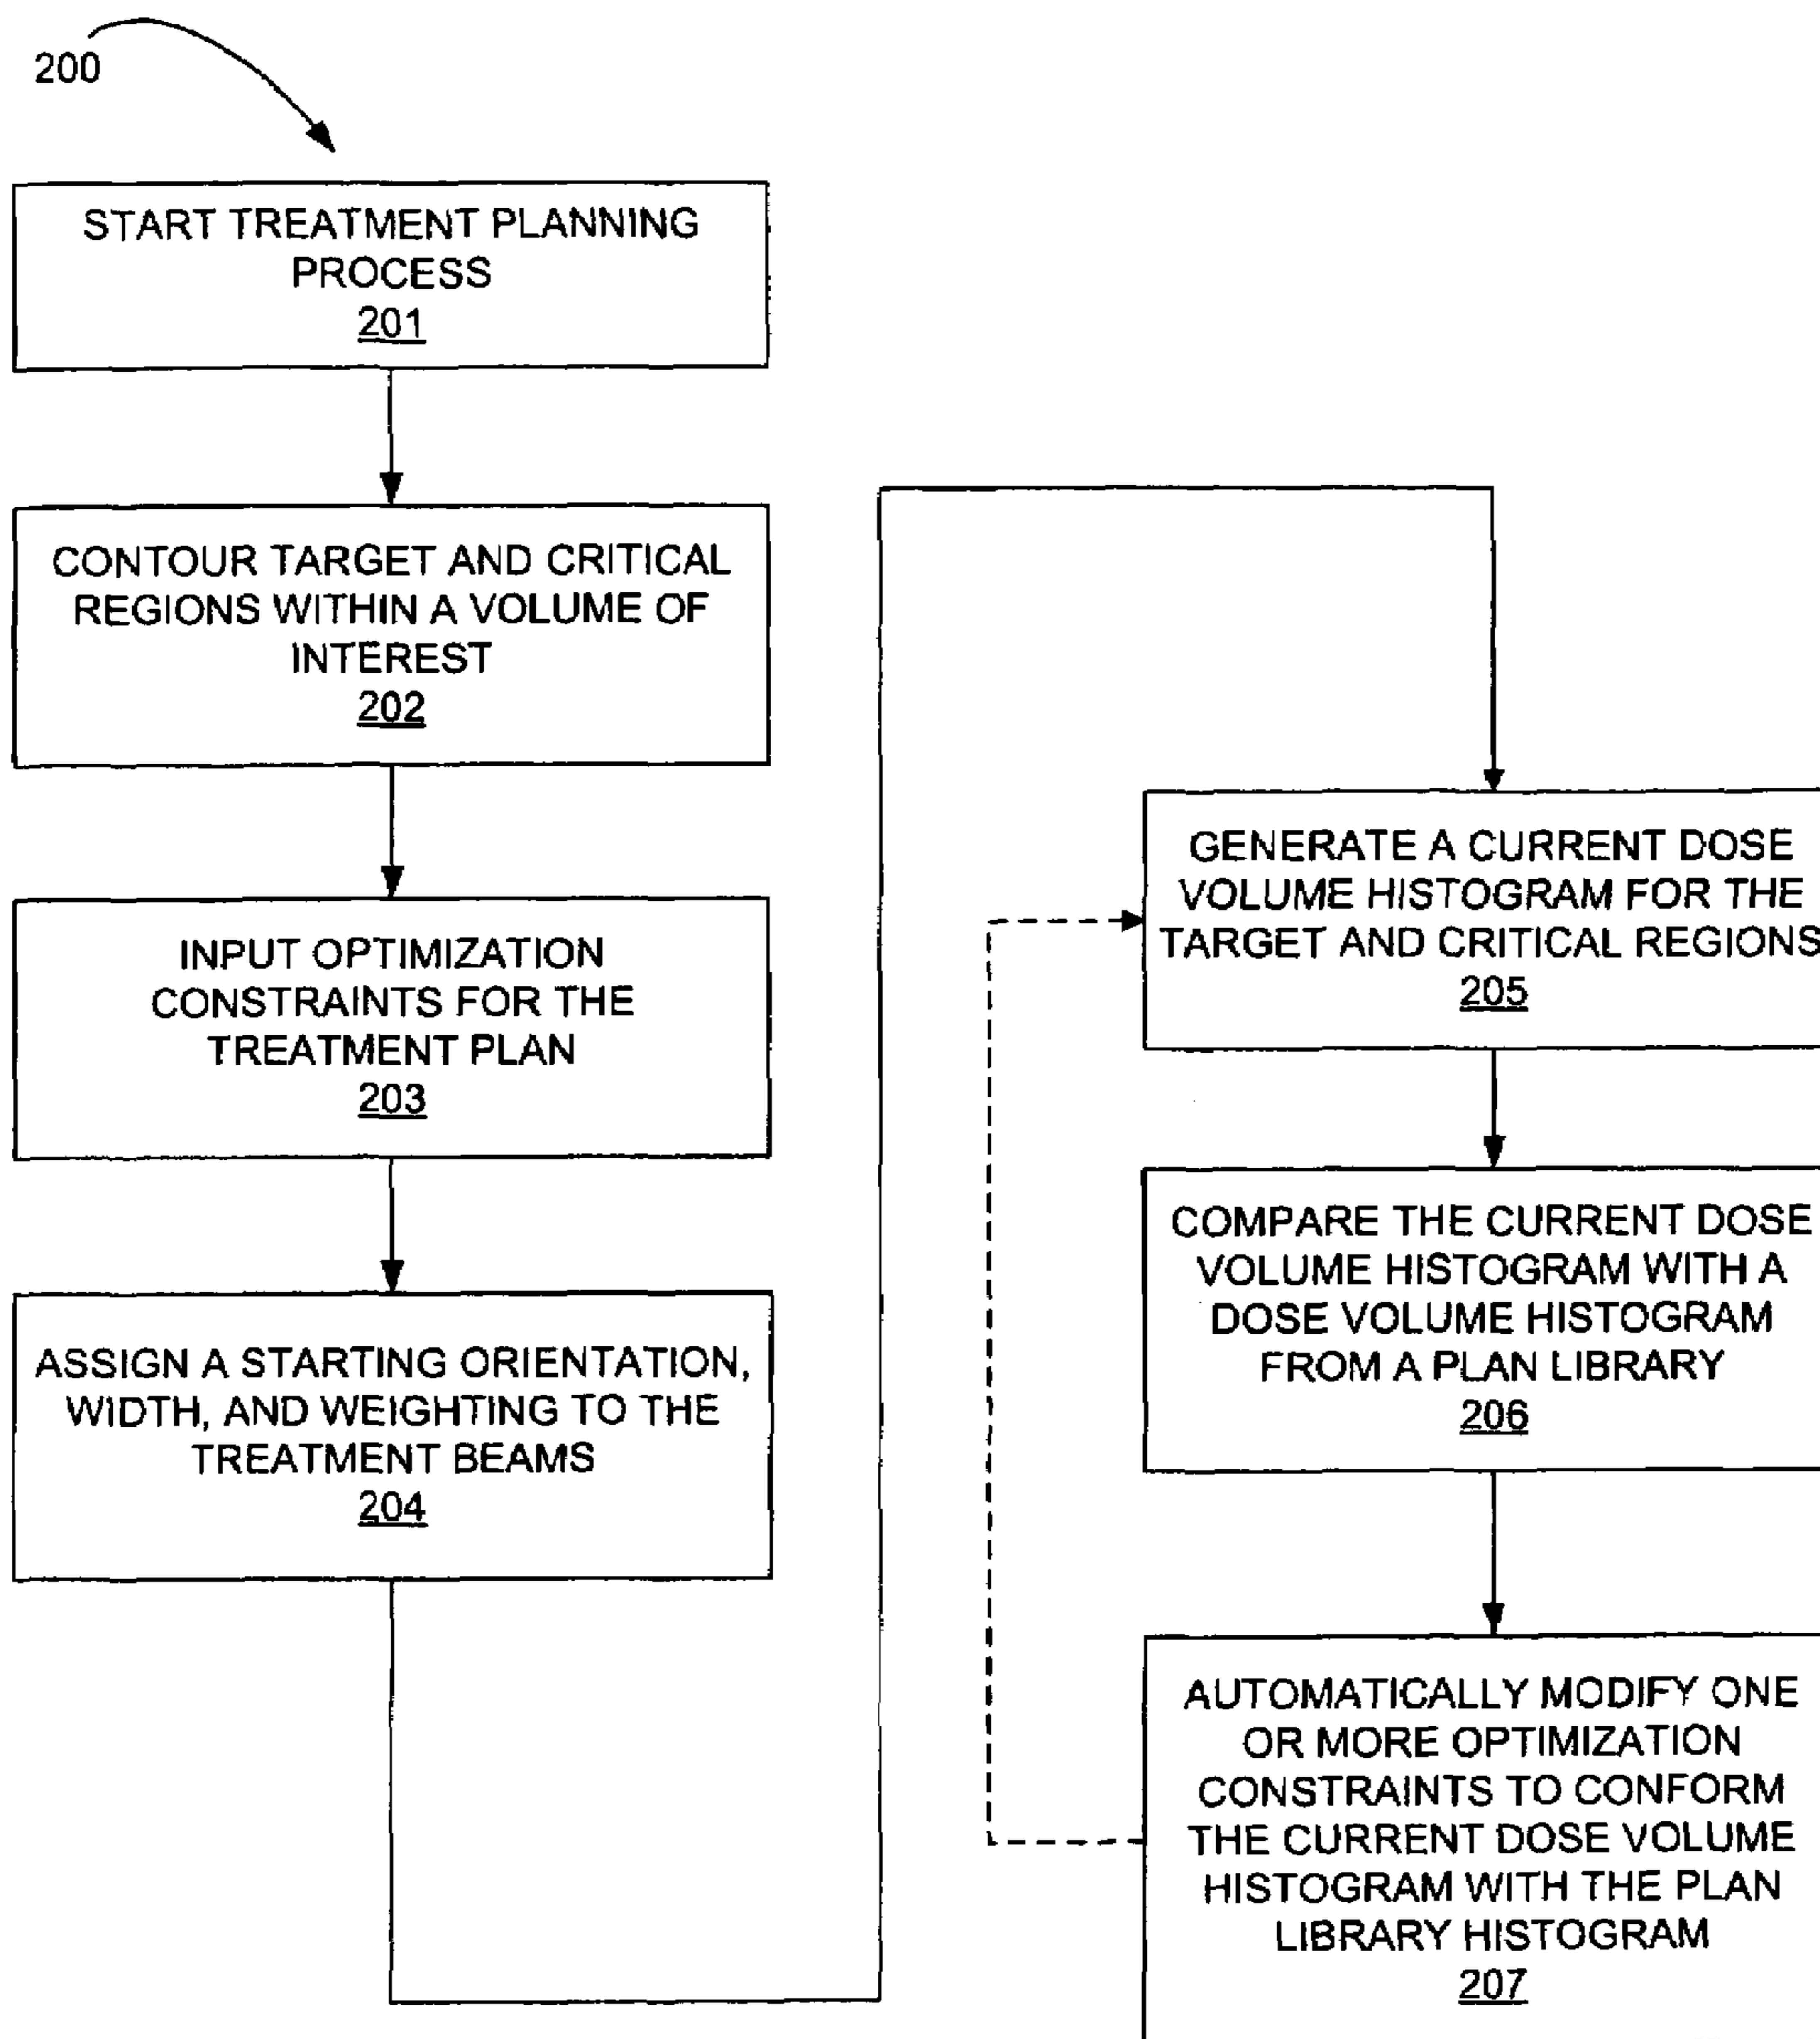 200
START TREATMENT PLANNING
PROCESS
201
CONTOUR TARGET AND CRITICAL
REGIONS WITHIN A VOLUME OF
INTEREST
202
INPUT OPTIMIZATION
CONSTRAINTS FOR THE
TREATMENT PLAN
203
ASSIGN A STARTING ORIENTATION,
WIDTH, AND WEIGHTING TO THE
TREATMENT BEAMS
204
GENERATE A CURRENT DOSE
VOLUME HISTOGRAM FOR THE
TARGET AND CRITICAL REGIONS
205
COMPARE THE CURRENT DOSE
VOLUME HISTOGRAM WITH A
DOSE VOLUME HISTOGRAM
FROM A PLAN LIBRARY
206
AUTOMATICALLY MODIFY ONE
OR MORE OPTIMIZATION
CONSTRAINTS TO CONFORM
THE CURRENT DOSE VOLUME
HISTOGRAM WITH THE PLAN
LIBRARY HISTOGRAM
207